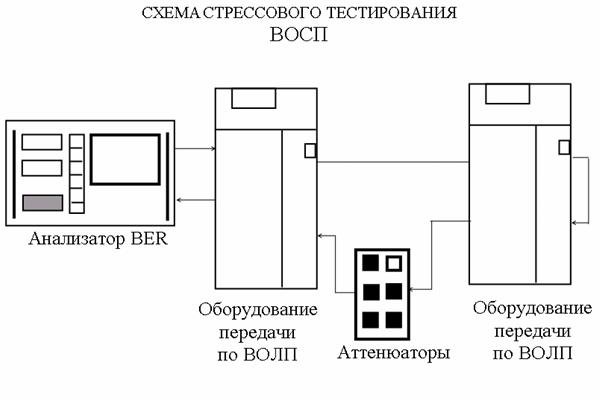 СХЕМА СТРЕССОВОГО ТЕСТИРОВАНИЯ
ВОСП
Анализатор BER
Оборудование
передачи
по ВОЛП
Аттенюаторы
Оборудование
передачи
по ВОЛП